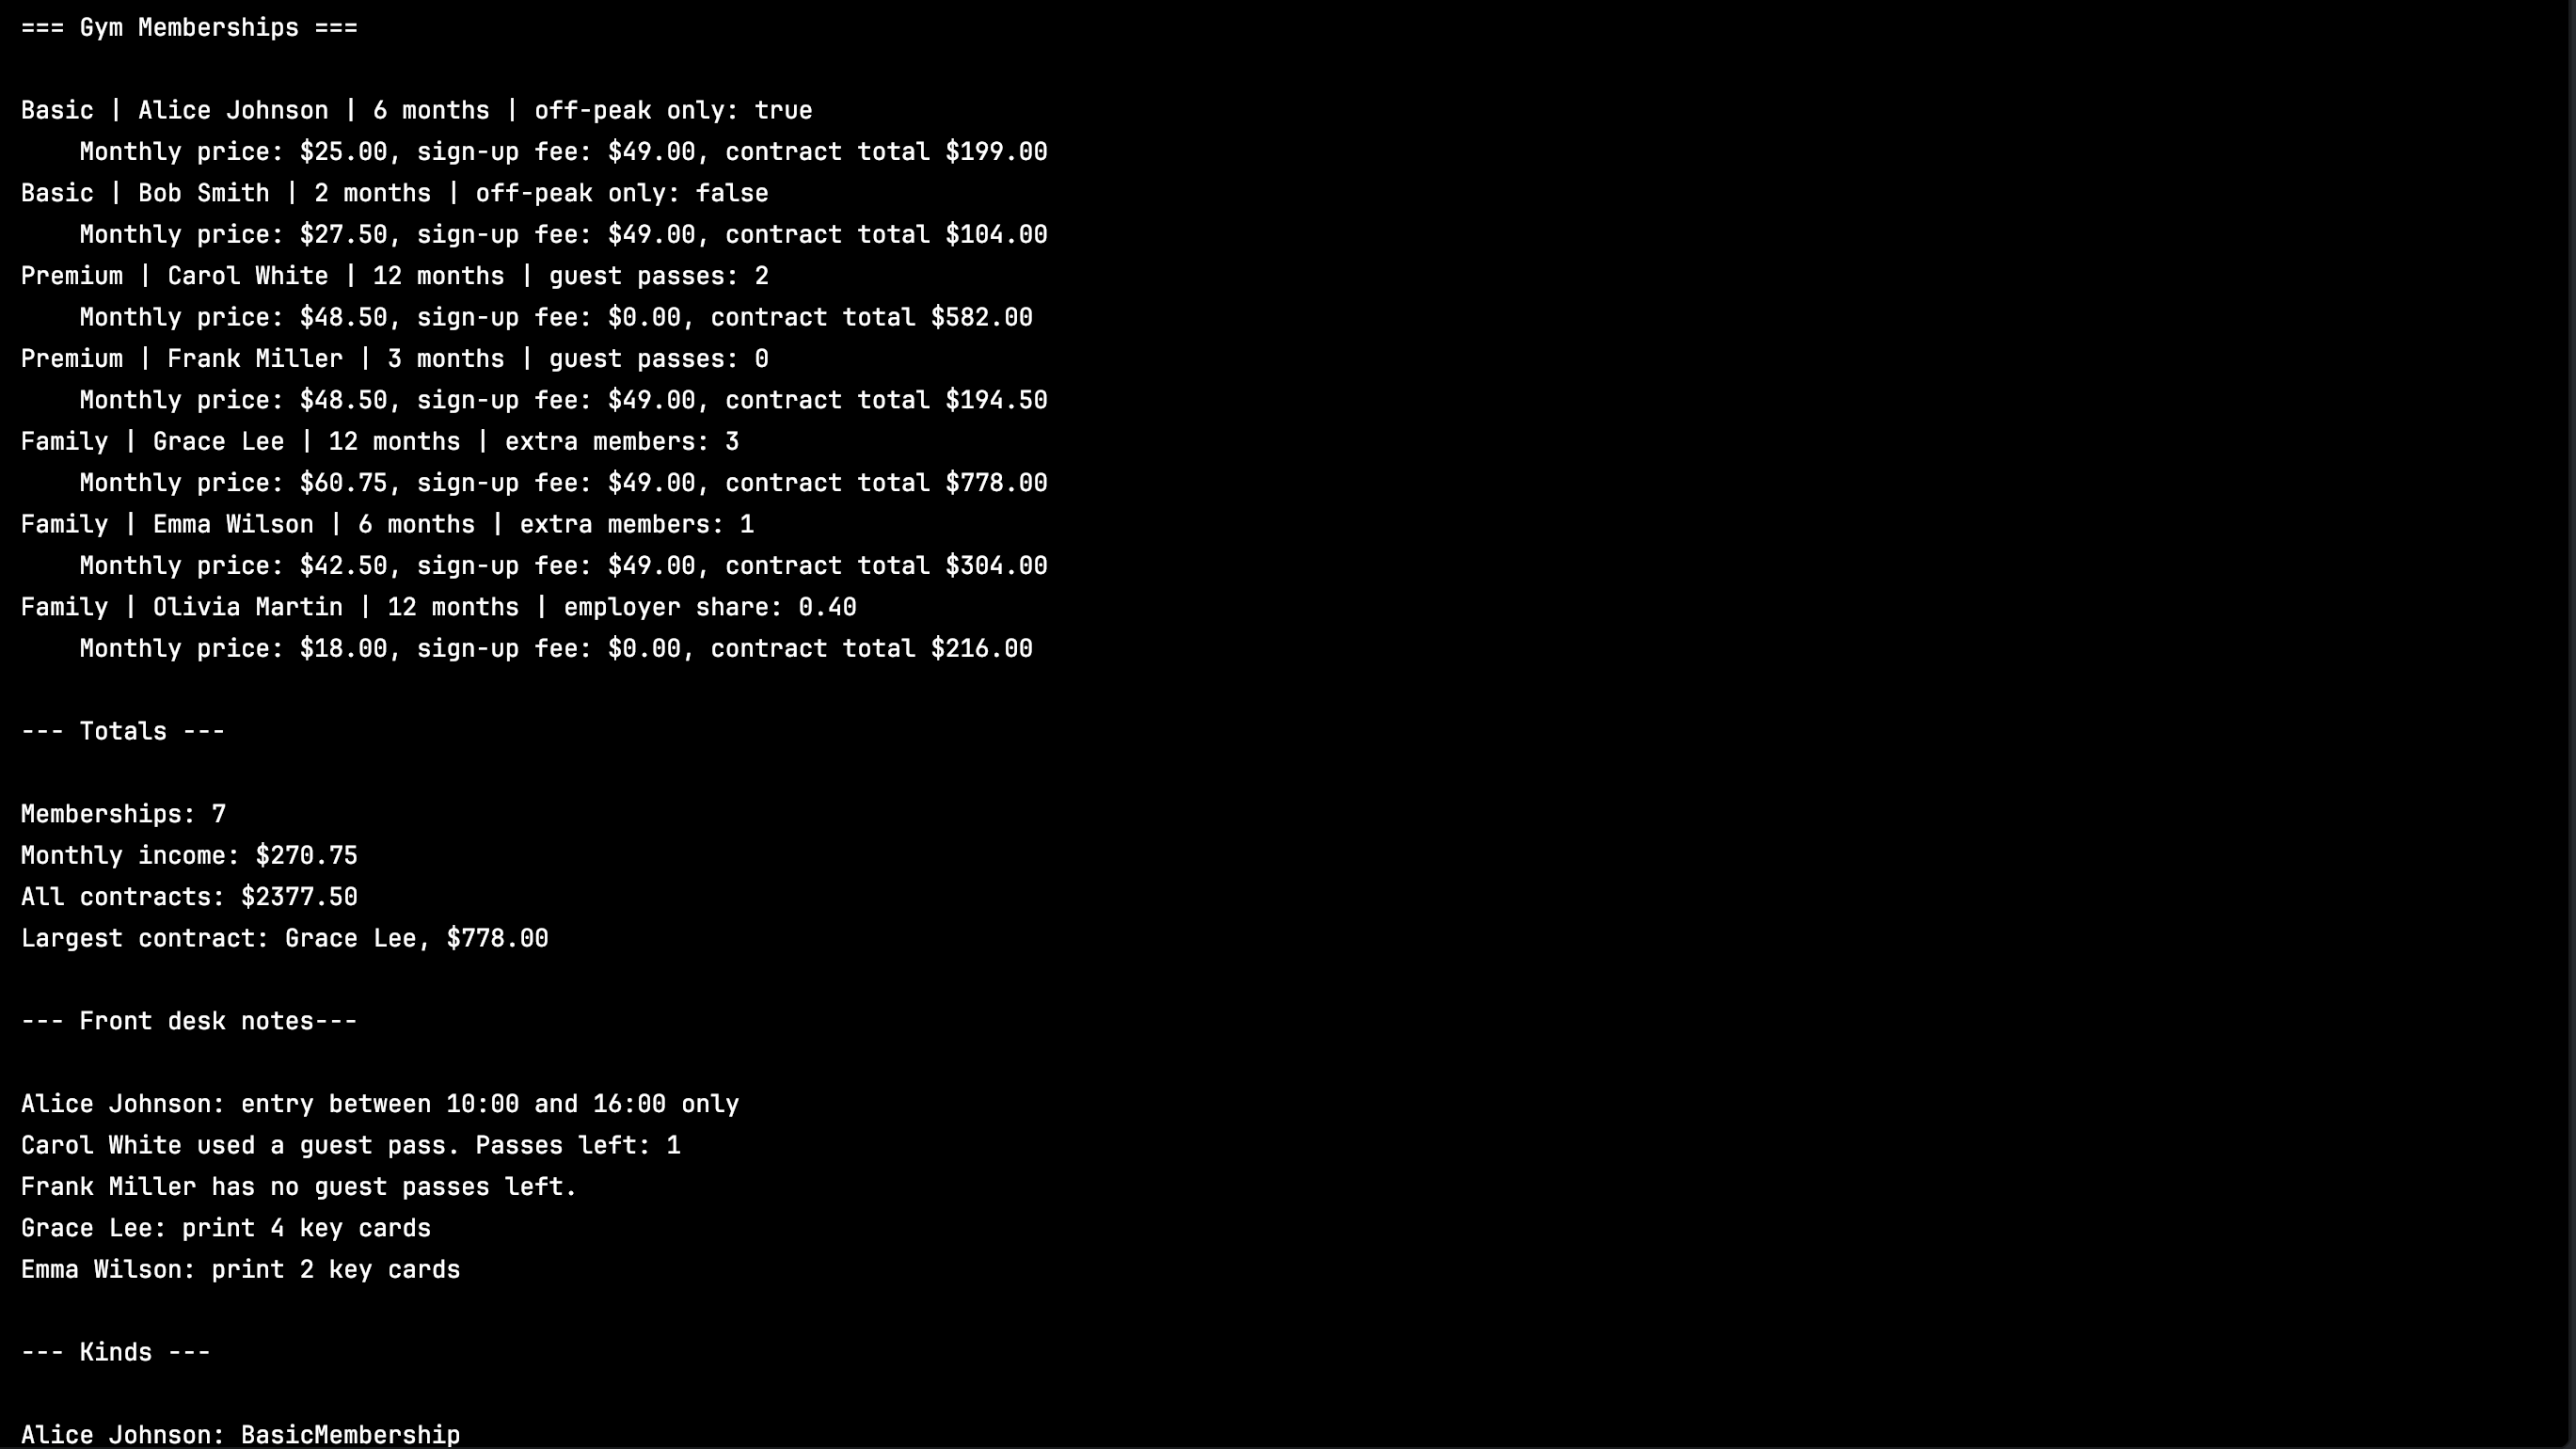 === Gym Memberships ===
Basic | Alice Johnson | 6 months | off-peak only: true
Monthly price: $25.00, sign-up fee: $49.00, contract total $199.00
Basic | Bob Smith | 2 months | off-peak only: false
Monthly price: $27.50, sign-up fee: $49.00, contract total $104.00
Premium | Carol White | 12 months | guest passes: 2
Monthly price: $48.50, sign-up fee: $0.00, contract total $582.00
Premium | Frank Miller | 3 months | guest passes: 0
Monthly price: $48.50, sign-up fee: $49.00, contract total $194.50
Family | Grace Lee | 12 months | extra members: 3
Monthly price: $60.75, sign-up fee: $49.00, contract total $778.00
Family | Emma Wilson | 6 months | extra members: 1
Monthly price: $42.50, sign-up fee: $49.00, contract total $304.00
Family | Olivia Martin | 12 months | employer share: 0.40
Monthly price: $18.00, sign-up fee: $0.00, contract total $216.00
--- Totals ---
Memberships: 7
Monthly income: $270.75
All contracts: $2377.50
Largest contract: Grace Lee, $778.00
--- Front desk notes---
Alice Johnson: entry between 10:00 and 16:00 only
Carol White used a guest pass. Passes left: 1
Frank Miller has no guest passes left.
Grace Lee: print 4 key cards
Emma Wilson: print 2 key cards
--- Kinds ---
Alice Johnson: BasicMembership